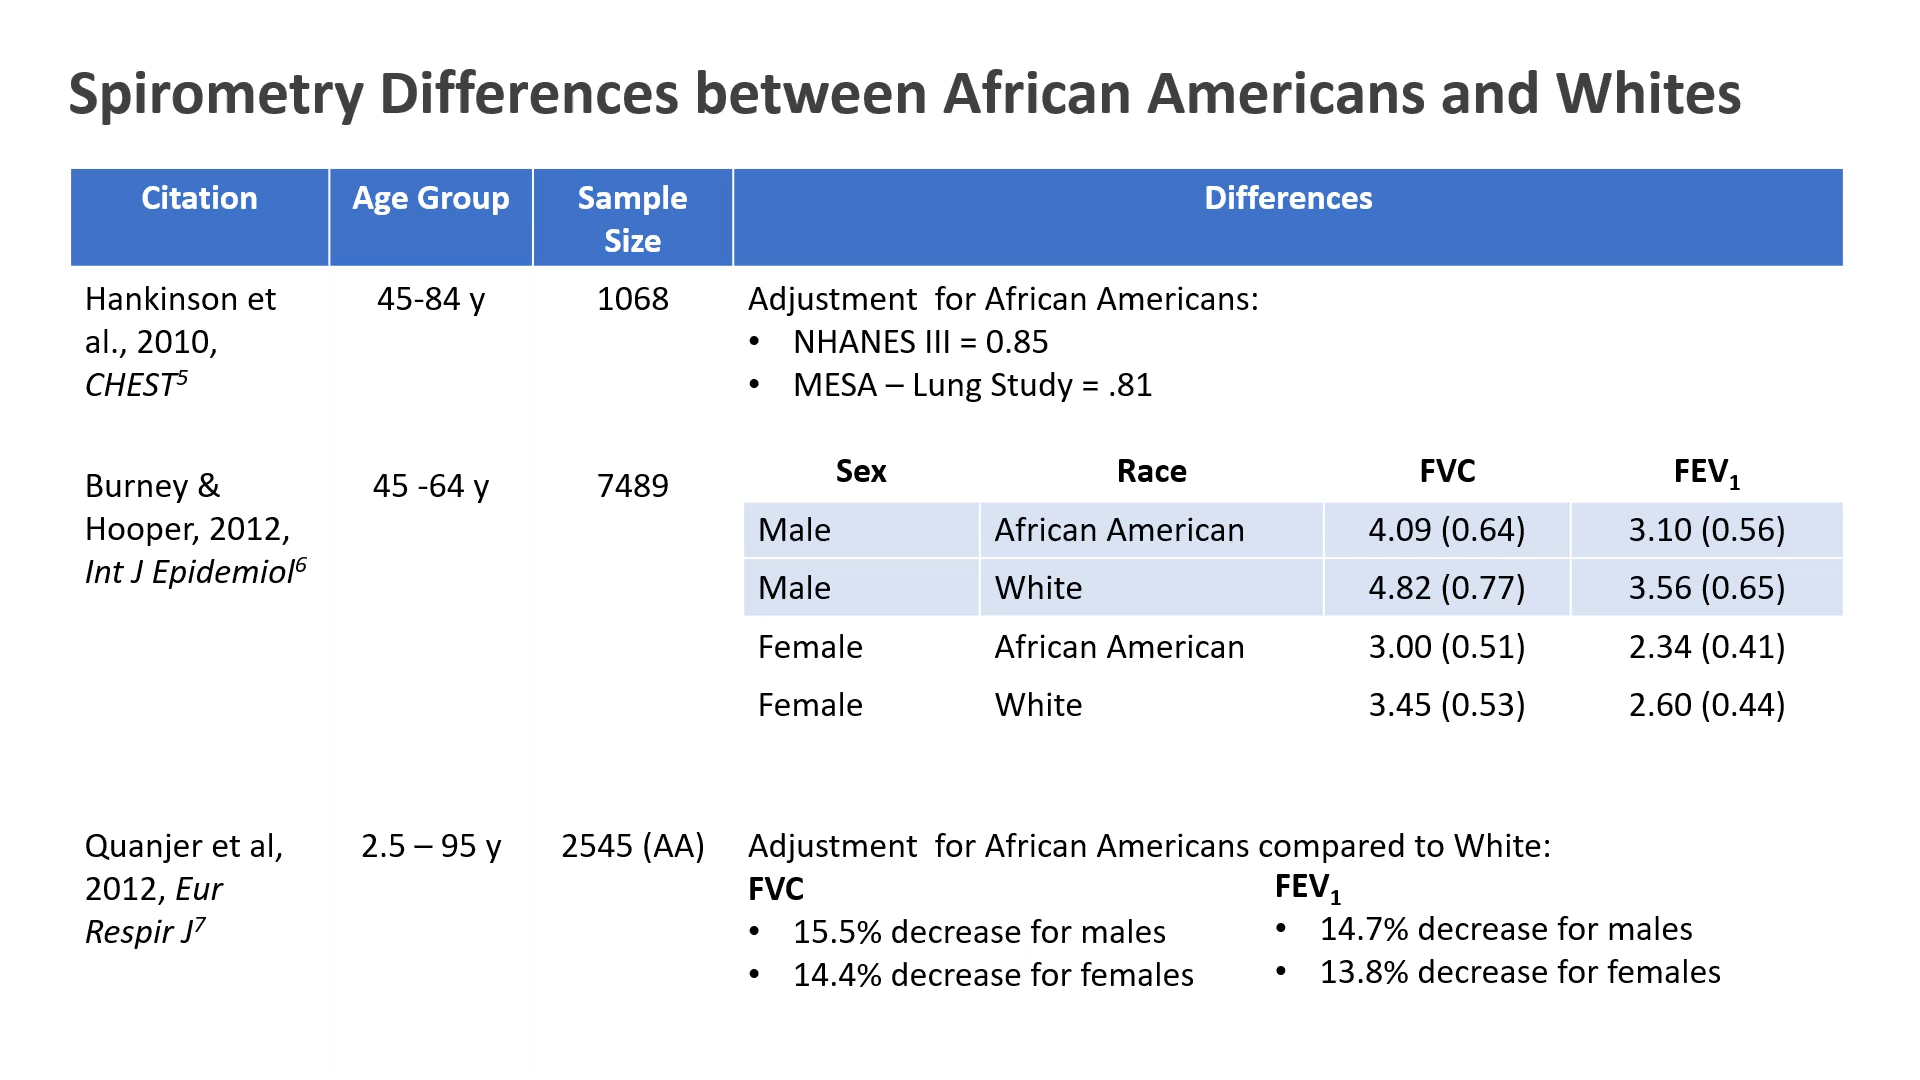 Spirometry Differences between African Americans and Whites
Citation
Age Group
Sample
Size
Differences
Hankinson et
al., 2010,
CHEST⁵
45-84 y
1068
Adjustment  for African Americans:
• NHANES III = 0.85
• MESA – Lung Study = .81
Burney &
Hooper, 2012,
Int J Epidemiol⁶
45 -64 y
7489
Sex Race FVC FEV₁
Male African American 4.09 (0.64) 3.10 (0.56)
Male White 4.82 (0.77) 3.56 (0.65)
Female African American 3.00 (0.51) 2.34 (0.41)
Female White 3.45 (0.53) 2.60 (0.44)
Quanjer et al,
2012, Eur
Respir J⁷
2.5 – 95 y
2545 (AA)
Adjustment  for African Americans compared to White:
FVC
• 15.5% decrease for males
• 14.4% decrease for females
FEV₁
• 14.7% decrease for males
• 13.8% decrease for females